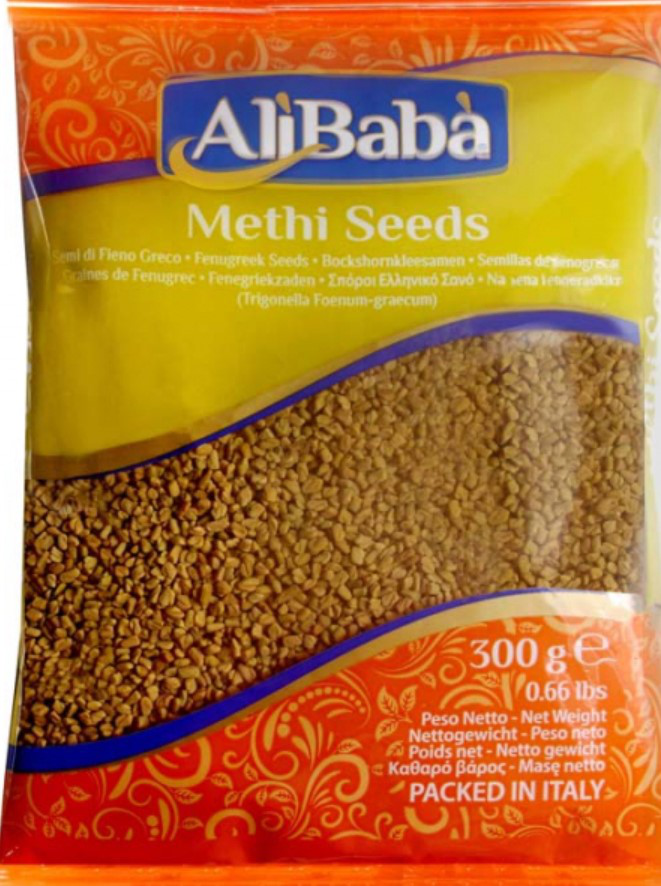 AlìBabà
Methi Seeds
Semi di Fieno Greco • Fenugreek Seeds • Bockshornkleesamen • Semillas de
Graines de Fenugrec • Fenegriekzaden • Σπόροι Ελληνικό Σανό •
(Trigonella Foenum-graecum)
300 g ℮
0.66 lbs
Peso Netto - Net Weight
Nettogewicht - Peso neto
Poids net - Netto gewicht
Καθαρό βάρος - Masę netto
PACKED IN ITALY